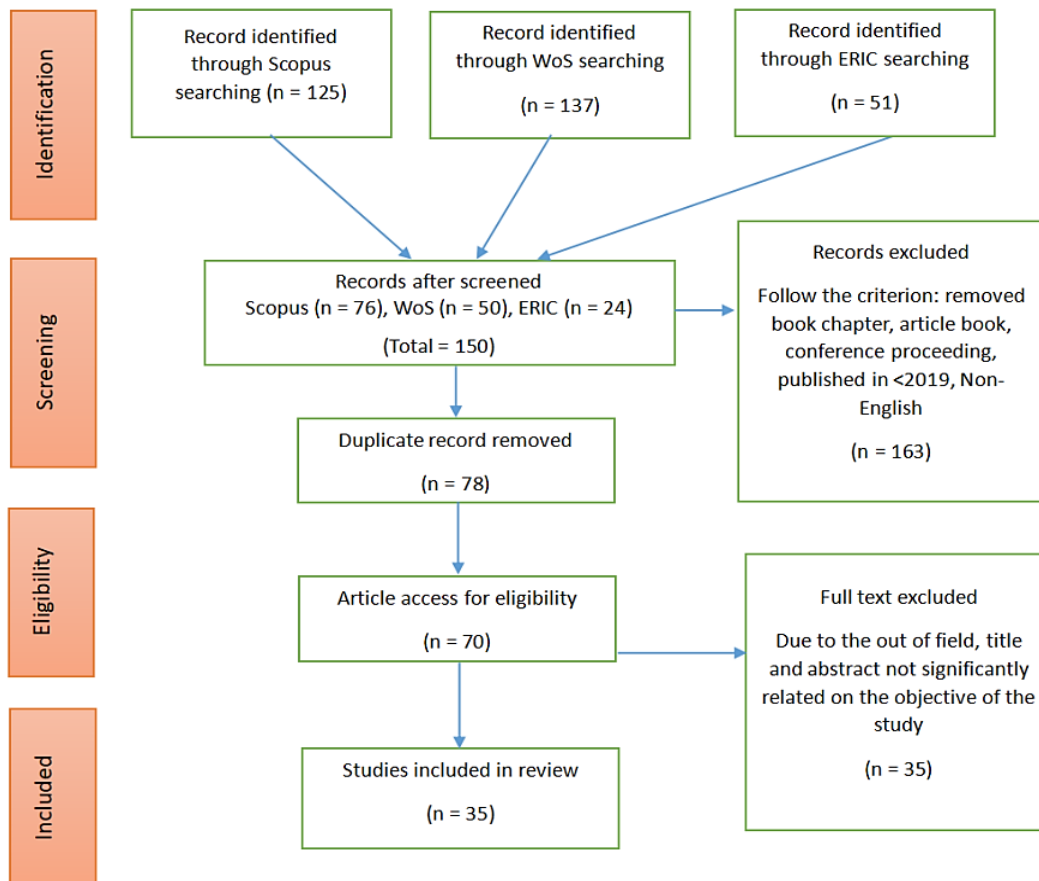 Identification
Record identified
through Scopus
searching (n = 125)
Record identified
through WoS searching
(n = 137)
Record identified
through ERIC searching
(n = 51)
Screening
Records after screened
Scopus (n = 76), WoS (n = 50), ERIC (n = 24)
(Total = 150)
Records excluded
Follow the criterion: removed
book chapter, article book,
conference proceeding,
published in <2019, Non-
English
(n = 163)
Duplicate record removed
(n = 78)
Eligibility
Article access for eligibility
(n = 70)
Full text excluded
Due to the out of field, title
and abstract not significantly
related on the objective of the
study
(n = 35)
Included
Studies included in review
(n = 35)